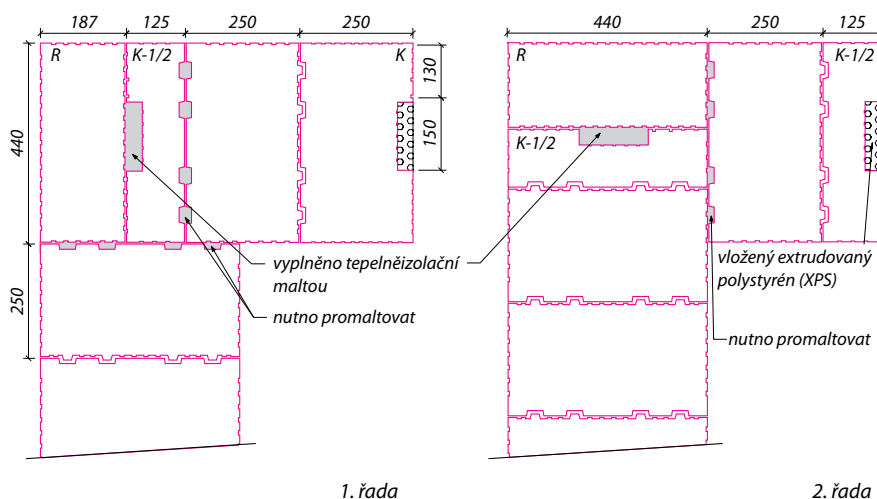 187 125 250 250
R K-1/2 K
130
150
440
250
440 250 125
R K-1/2
K-1/2
vyplněno tepelněizolační
maltou
nutno promaltovat
vložený extrudovaný
polystyrén (XPS)
nutno promaltovat
1. řada
2. řada